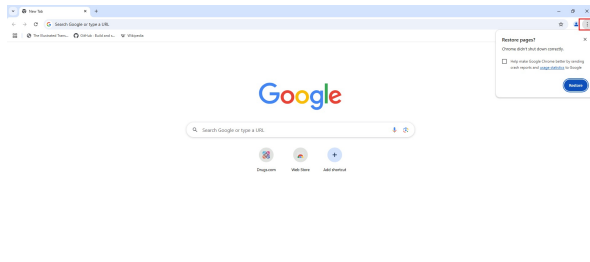 New Tab
Search Google or type a URL
The Illustrated Trans...
GitHub · Build and s...
Wikipedia
Restore pages?
Chrome didn't shut down correctly.
Help make Google Chrome better by sending
crash reports and usage statistics to Google
Restore
Google
Search Google or type a URL
Drugs.com
Web Store
Add shortcut